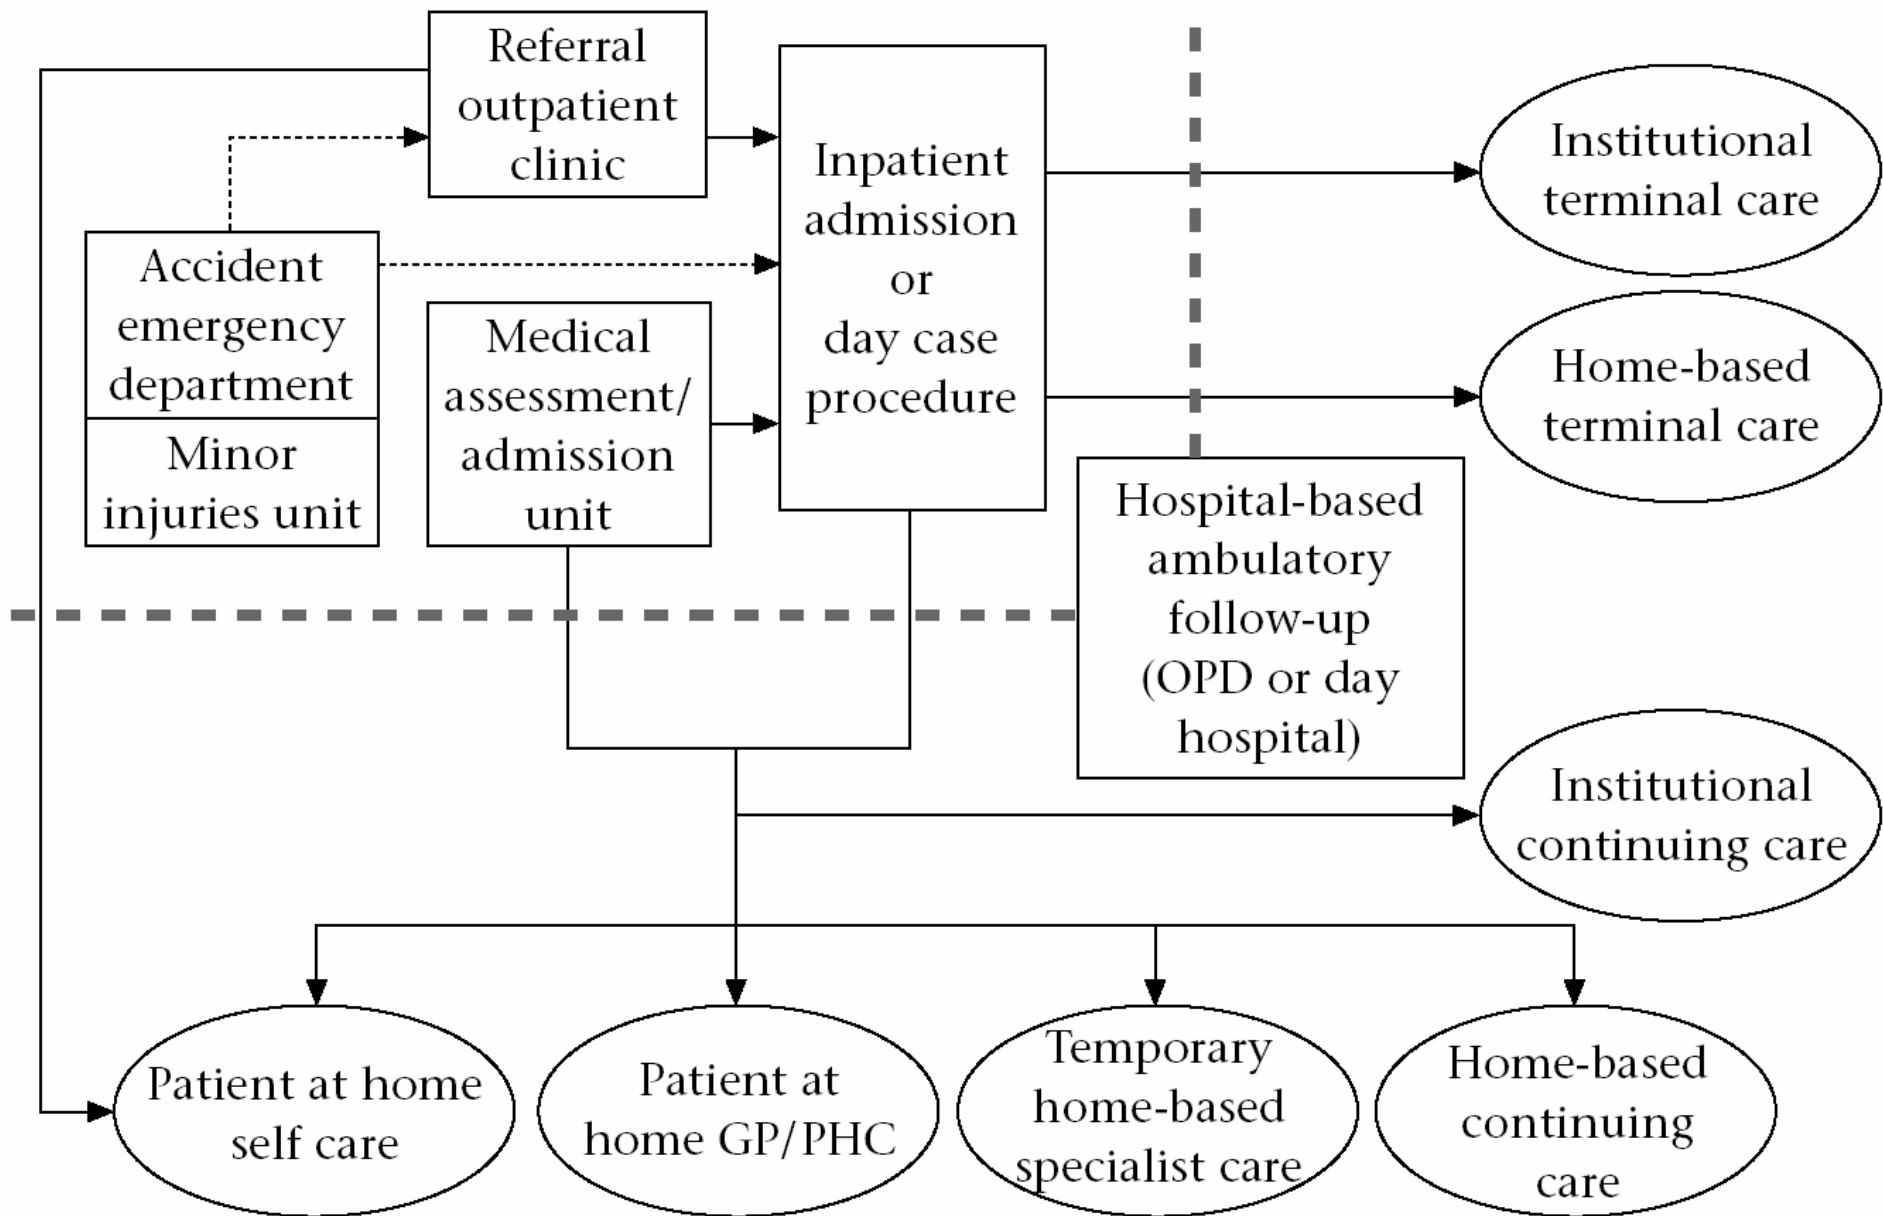 Referral
outpatient
clinic
Inpatient
admission
or
day case
procedure
Institutional
terminal care
Accident
emergency
department
Minor
injuries unit
Medical
assessment/
admission
unit
Home-based
terminal care
Hospital-based
ambulatory
follow-up
(OPD or day
hospital)
Institutional
continuing care
Patient at home
self care
Patient at
home GP/PHC
Temporary
home-based
specialist care
Home-based
continuing
care